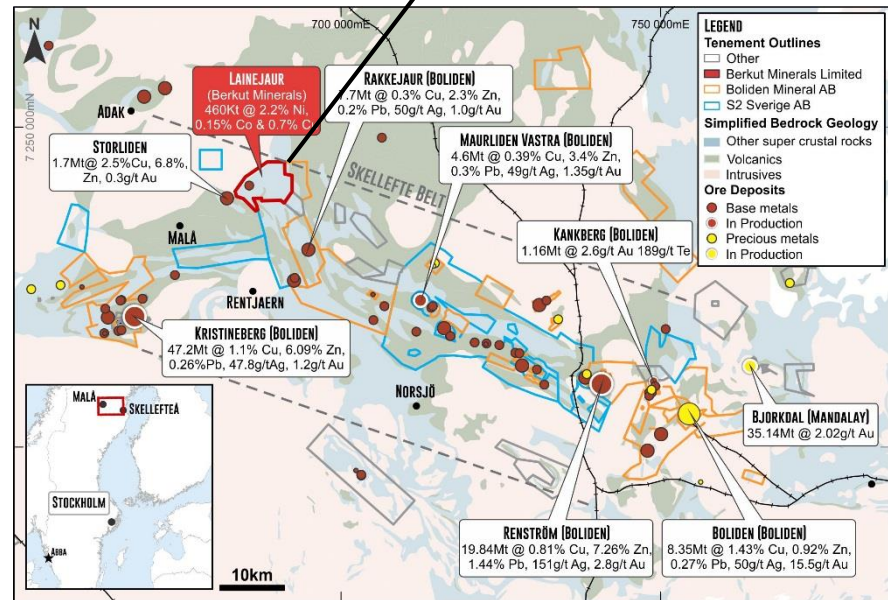 700 000mE
750 000mE
N
7 250 000mN
LEGEND
Tenement Outlines
Other
Berkut Minerals Limited
Boliden Mineral AB
S2 Sverige AB
Simplified Bedrock Geology
Other super crustal rocks
Volcanics
Intrusives
Ore Deposits
Base metals
In Production
Precious metals
In Production
ADAK
LAINEJAUR
(Berkut Minerals)
460Kt @ 2.2% Ni,
0.15% Co & 0.7%
RAKKEJAUR (BOLIDEN)
.7Mt @ 0.3% Cu, 2.3% Zn,
0.2% Pb, 50g/t Ag, 1.0g/t Au
STORLIDEN
1.7Mt@ 2.5%Cu, 6.8%,
Zn, 0.3g/t Au
MAURLIDEN VASTRA (BOLIDEN)
4.6Mt @ 0.39% Cu, 3.4% Zn,
0.3% Pb, 49g/t Ag, 1.35g/t Au
SKELLEFTE BELT
KANKBERG (BOLIDEN)
1.16Mt @ 2.6g/t Au 189g/t Te
MALÅ
RENTJAERN
KRISTINEBERG (BOLIDEN)
47.2Mt @ 1.1% Cu, 6.09% Zn,
0.26%Pb, 47.8g/tAg, 1.2g/t Au
NORSJÖ
BJORKDAL (MANDALAY)
35.14Mt @ 2.02g/t Au
RENSTRÖM (BOLIDEN)
19.84Mt @ 0.81% Cu, 7.26% Zn,
1.44% Pb, 151g/t Ag, 2.8g/t Au
BOLIDEN (BOLIDEN)
8.35Mt @ 1.43% Cu, 0.92% Zn,
0.27% Pb, 50g/t Ag, 15.5g/t Au
MALÅ
SKELLEFTEÅ
STOCKHOLM
ABBA
10km